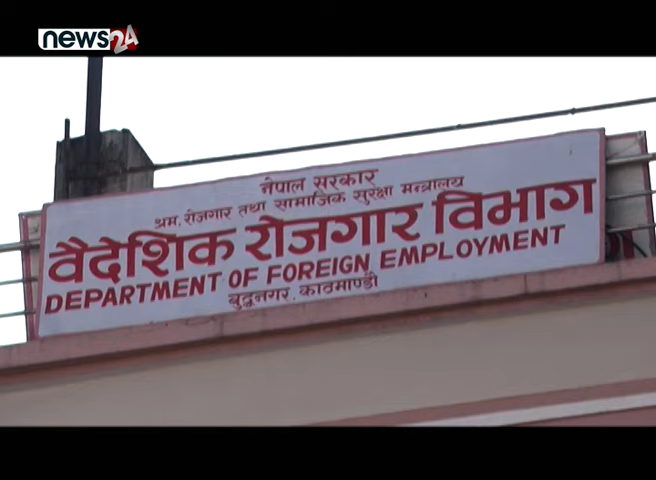 news24
नेपाल सरकार
श्रम, रोजगार तथा सामाजिक सुरक्षा मन्त्रालय
वैदेशिक रोजगार विभाग
DEPARTMENT OF FOREIGN EMPLOYMENT
बुद्धनगर, काठमाण्डौ